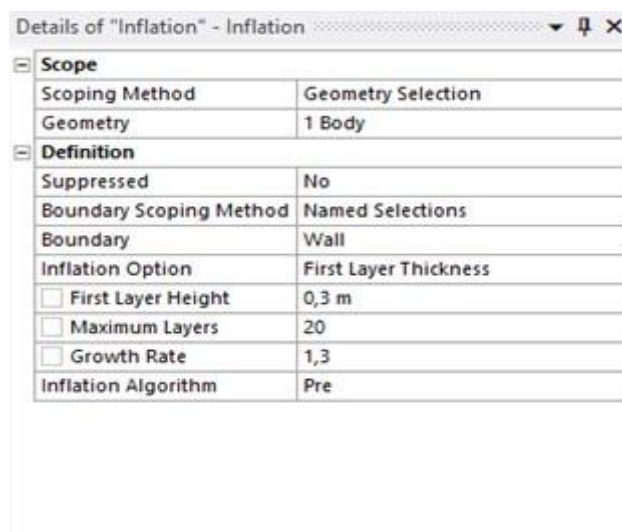 Details of "Inflation" - Inflation
Scope
Scoping Method Geometry Selection
Geometry 1 Body
Definition
Suppressed No
Boundary Scoping Method Named Selections
Boundary Wall
Inflation Option First Layer Thickness
First Layer Height 0,3 m
Maximum Layers 20
Growth Rate 1,3
Inflation Algorithm Pre